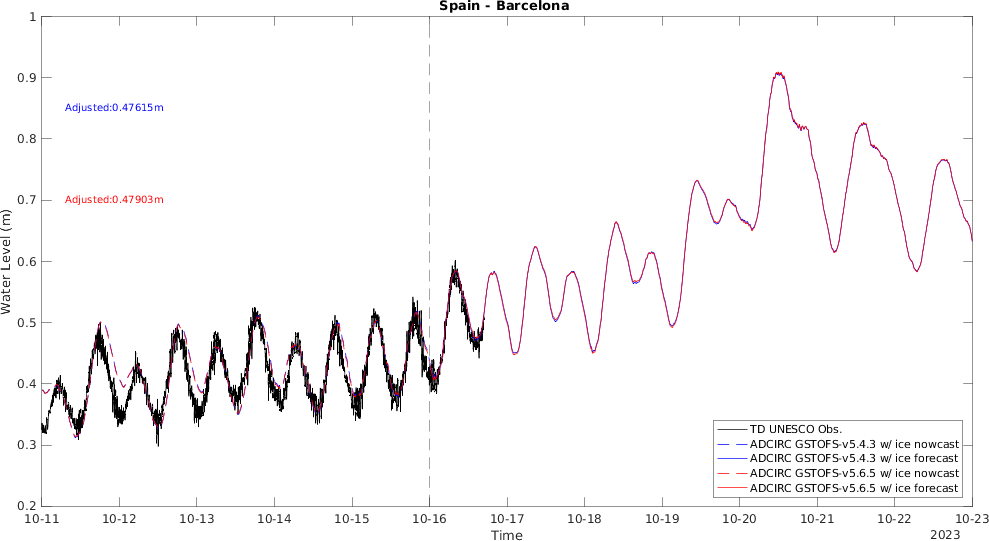 Spain - Barcelona
1
0.9
Adjusted:0.47615m
0.8
0.7
Adjusted:0.47903m
Water Level (m)
0.6
0.5
0.4
0.3
0.2
TD UNESCO Obs.
ADCIRC GSTOFS-v5.4.3 w/ ice nowcast
ADCIRC GSTOFS-v5.4.3 w/ ice forecast
ADCIRC GSTOFS-v5.6.5 w/ ice nowcast
ADCIRC GSTOFS-v5.6.5 w/ ice forecast
10-11 10-12 10-13 10-14 10-15 10-16 10-17 10-18 10-19 10-20 10-21 10-22 10-23
Time
2023